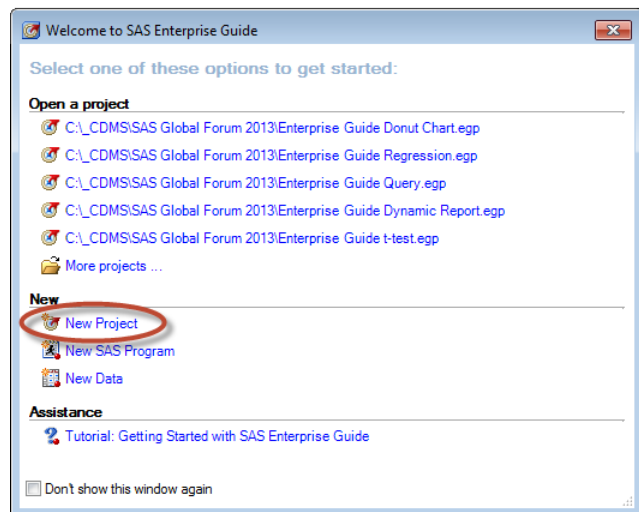 Welcome to SAS Enterprise Guide
Select one of these options to get started:
Open a project
C:\_CDMS\SAS Global Forum 2013\Enterprise Guide Donut Chart.egp
C:\_CDMS\SAS Global Forum 2013\Enterprise Guide Regression.egp
C:\_CDMS\SAS Global Forum 2013\Enterprise Guide Query.egp
C:\_CDMS\SAS Global Forum 2013\Enterprise Guide Dynamic Report.egp
C:\_CDMS\SAS Global Forum 2013\Enterprise Guide t-test.egp
More projects ...
New
New Project
New SAS Program
New Data
Assistance
Tutorial: Getting Started with SAS Enterprise Guide
Don't show this window again